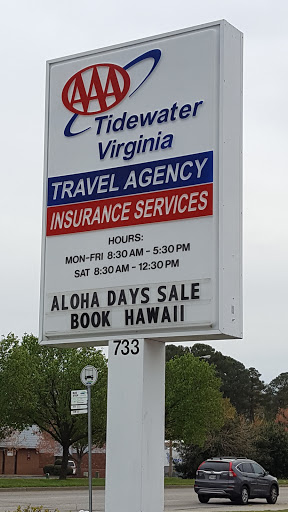 AAA
Tidewater
Virginia
TRAVEL AGENCY
INSURANCE SERVICES
HOURS:
MON-FRI 8:30 AM - 5:30 PM
SAT 8:30 AM - 12:30 PM
ALOHA DAYS SALE
BOOK HAWAII
733